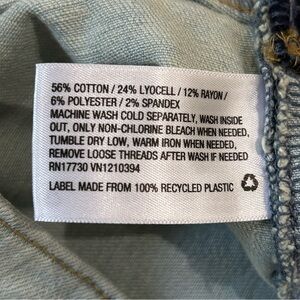 56% COTTON / 24% LYOCELL / 12% RAYON /
6% POLYESTER / 2% SPANDEX
MACHINE WASH COLD SEPARATELY, WASH INSIDE
OUT, ONLY NON-CHLORINE BLEACH WHEN NEEDED,
TUMBLE DRY LOW, WARM IRON WHEN NEEDED,
REMOVE LOOSE THREADS AFTER WASH IF NEEDED
RN17730 VN1210394
LABEL MADE FROM 100% RECYCLED PLASTIC